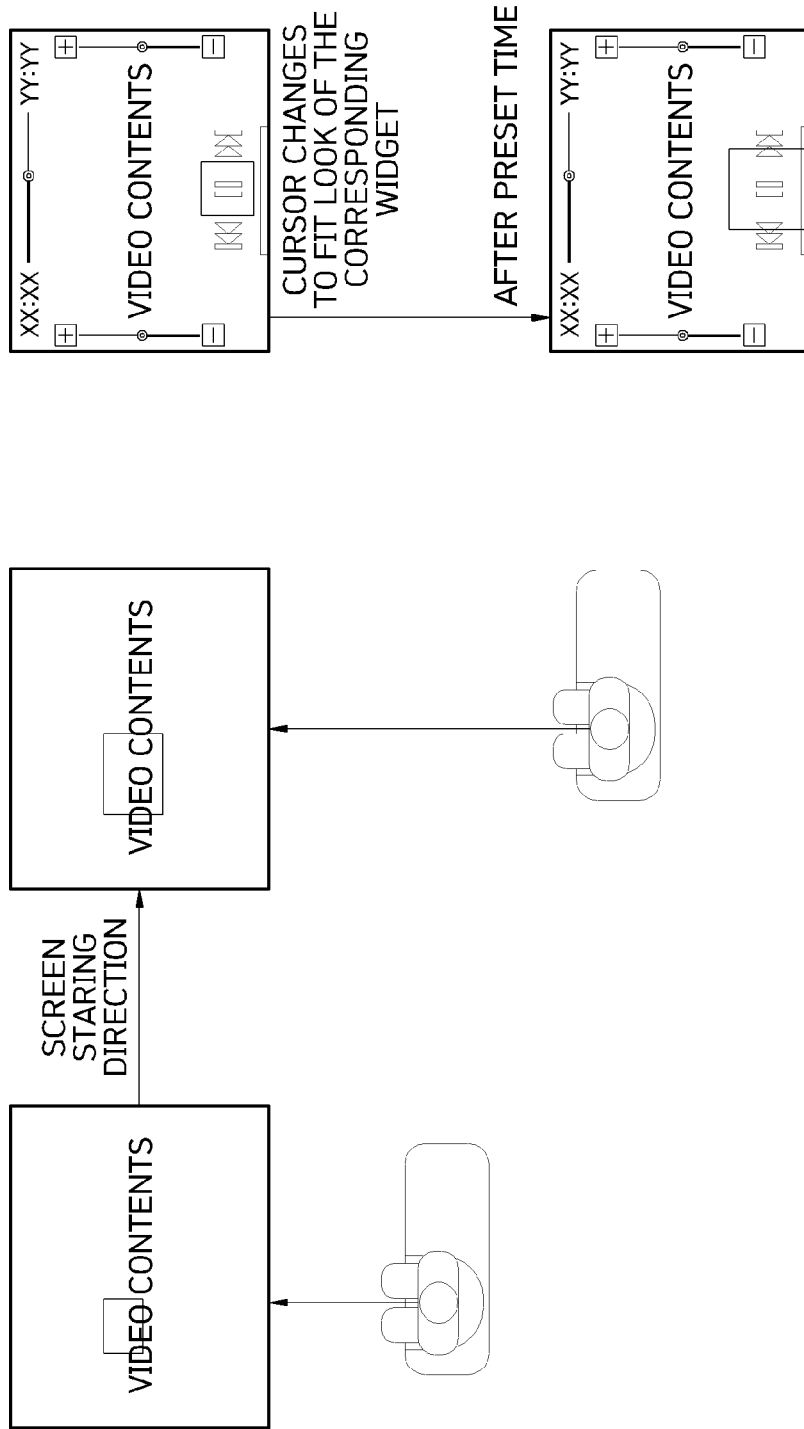 VIDEO CONTENTS
SCREEN
STARING
DIRECTION
VIDEO CONTENTS
XX:XX YY:YY
+ +
VIDEO CONTENTS
− −
CURSOR CHANGES
TO FIT LOOK OF THE
CORRESPONDING
WIDGET
AFTER PRESET TIME
XX:XX YY:YY
+ +
VIDEO CONTENTS
− −